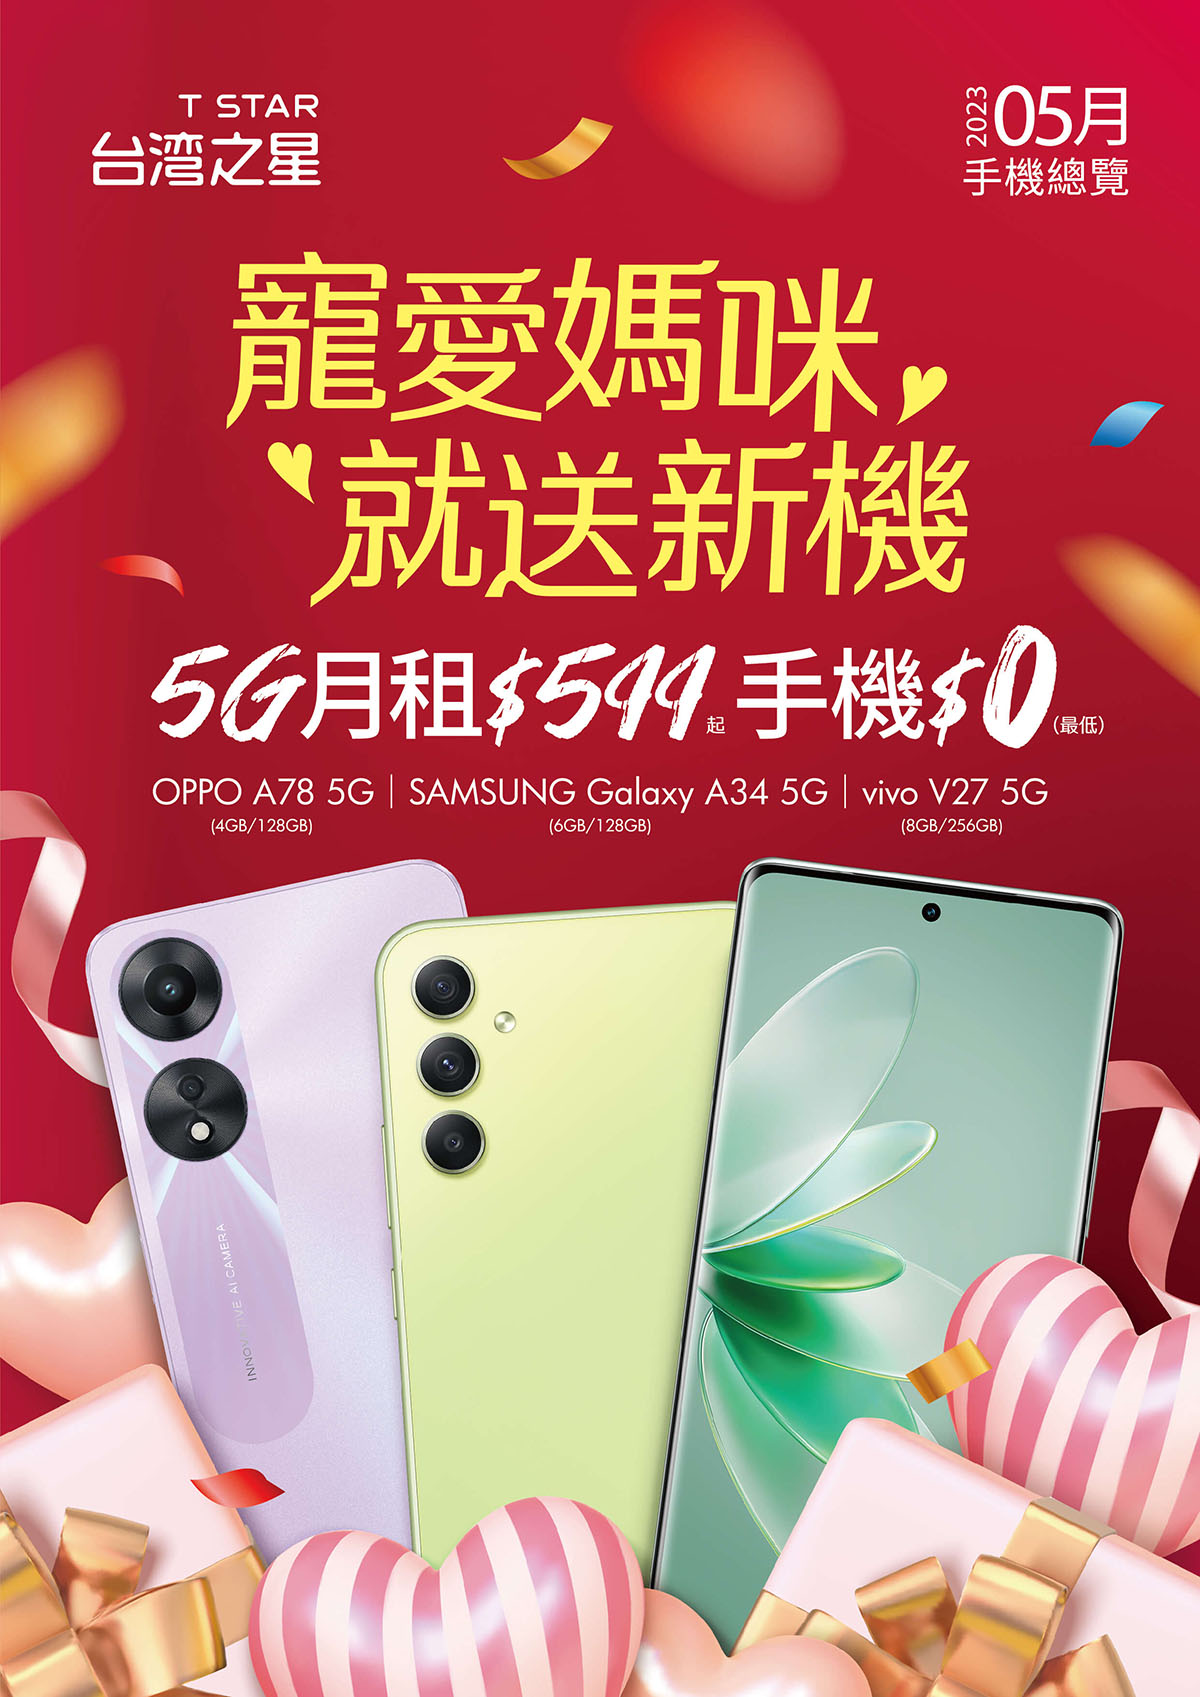 T STAR
台灣之星
2023 05月
手機總覽
寵愛媽咪
就送新機
5G月租$599起 手機$0(最低)
OPPO A78 5G | SAMSUNG Galaxy A34 5G | vivo V27 5G
(4GB/128GB) (6GB/128GB) (8GB/256GB)
INNOVATIVE AI CAMERA